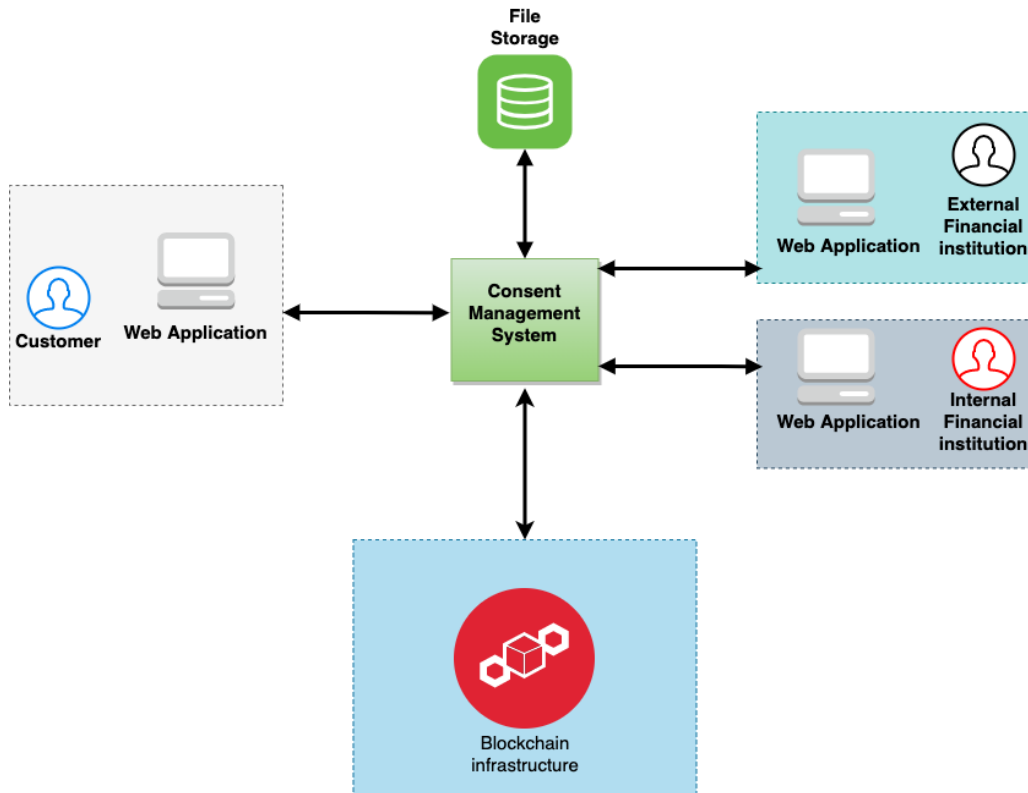 File
Storage
Web Application
External
Financial
institution
Customer
Web Application
Consent
Management
System
Web Application
Internal
Financial
institution
Blockchain
infrastructure